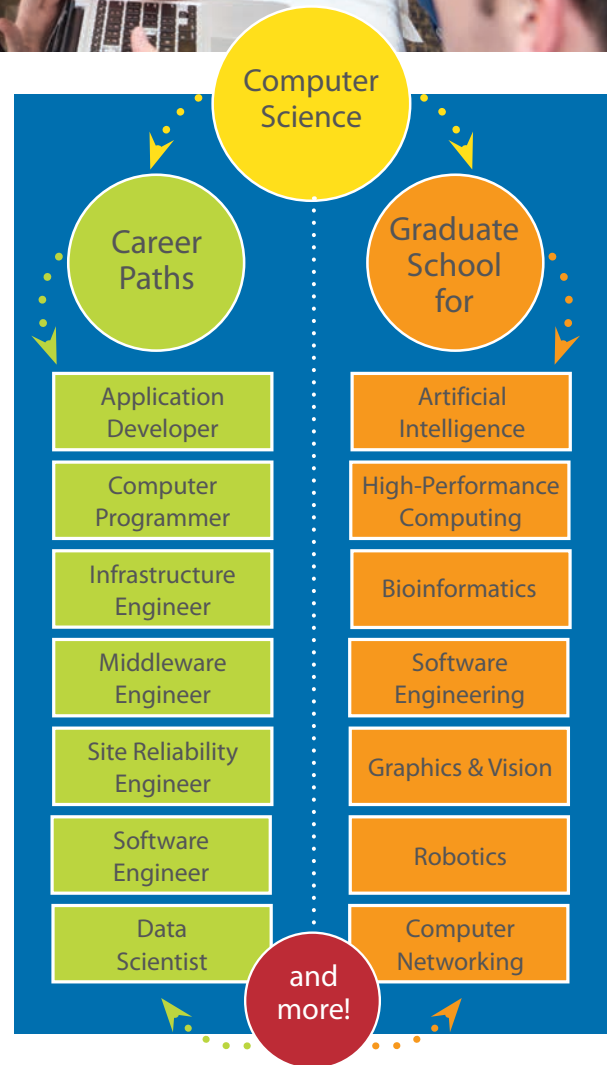 Computer
Science
Career
Paths
Graduate
School
for
Application
Developer
Computer
Programmer
Infrastructure
Engineer
Middleware
Engineer
Site Reliability
Engineer
Software
Engineer
Data
Scientist
Artificial
Intelligence
High-Performance
Computing
Bioinformatics
Software
Engineering
Graphics & Vision
Robotics
Computer
Networking
and
more!